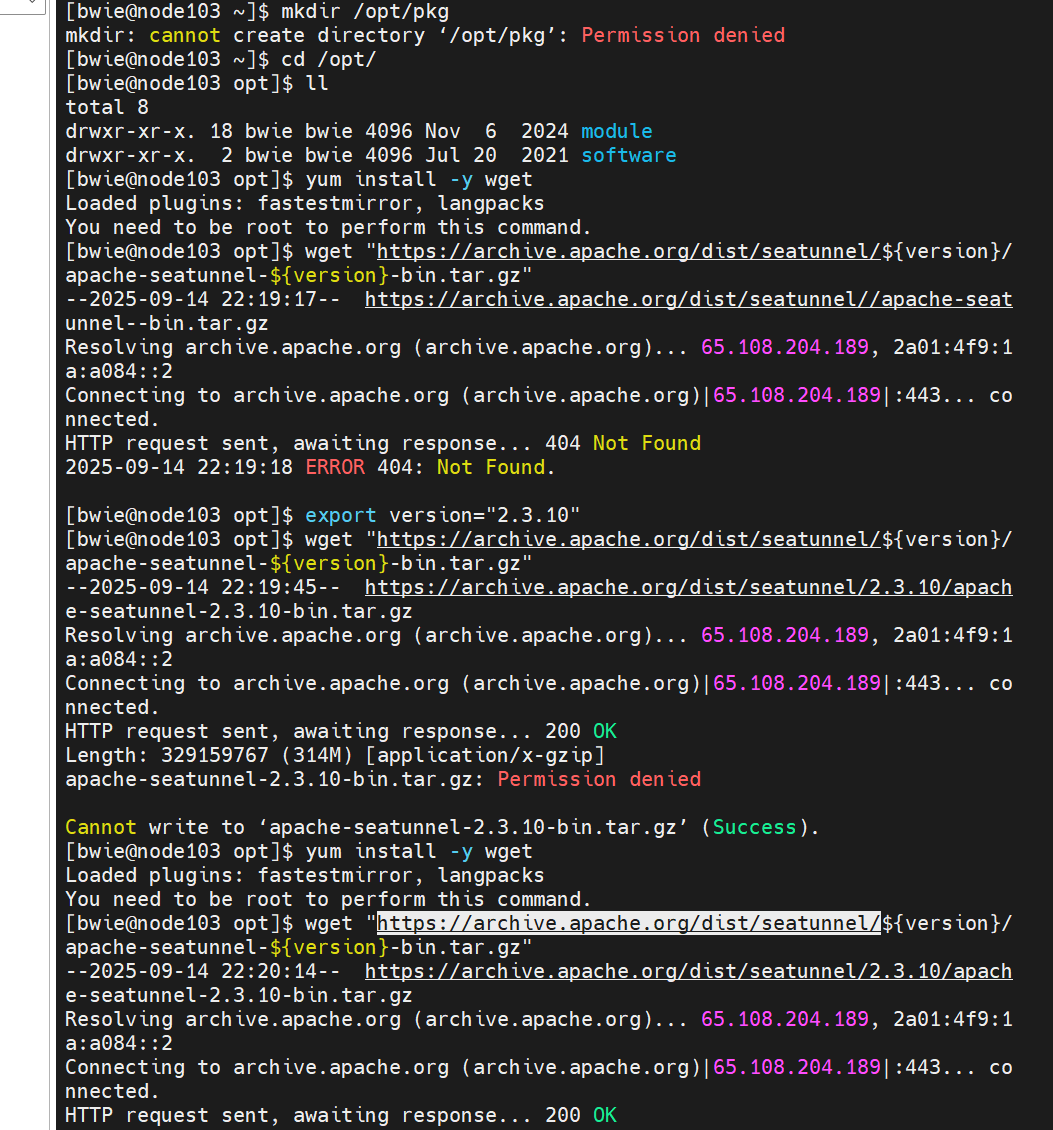 [bwie@node103 ~]$ mkdir /opt/pkg
mkdir: cannot create directory ‘/opt/pkg’: Permission denied
[bwie@node103 ~]$ cd /opt/
[bwie@node103 opt]$ ll
total 8
drwxr-xr-x. 18 bwie bwie 4096 Nov  6  2024 module
drwxr-xr-x.  2 bwie bwie 4096 Jul 20  2021 software
[bwie@node103 opt]$ yum install -y wget
Loaded plugins: fastestmirror, langpacks
You need to be root to perform this command.
[bwie@node103 opt]$ wget "https://archive.apache.org/dist/seatunnel/${version}/
apache-seatunnel-${version}-bin.tar.gz"
--2025-09-14 22:19:17--  https://archive.apache.org/dist/seatunnel//apache-seat
unnel--bin.tar.gz
Resolving archive.apache.org (archive.apache.org)... 65.108.204.189, 2a01:4f9:1
a:a084::2
Connecting to archive.apache.org (archive.apache.org)|65.108.204.189|:443... co
nnected.
HTTP request sent, awaiting response... 404 Not Found
2025-09-14 22:19:18 ERROR 404: Not Found.
[bwie@node103 opt]$ export version="2.3.10"
[bwie@node103 opt]$ wget "https://archive.apache.org/dist/seatunnel/${version}/
apache-seatunnel-${version}-bin.tar.gz"
--2025-09-14 22:19:45--  https://archive.apache.org/dist/seatunnel/2.3.10/apach
e-seatunnel-2.3.10-bin.tar.gz
Resolving archive.apache.org (archive.apache.org)... 65.108.204.189, 2a01:4f9:1
a:a084::2
Connecting to archive.apache.org (archive.apache.org)|65.108.204.189|:443... co
nnected.
HTTP request sent, awaiting response... 200 OK
Length: 329159767 (314M) [application/x-gzip]
apache-seatunnel-2.3.10-bin.tar.gz: Permission denied
Cannot write to ‘apache-seatunnel-2.3.10-bin.tar.gz’ (Success).
[bwie@node103 opt]$ yum install -y wget
Loaded plugins: fastestmirror, langpacks
You need to be root to perform this command.
[bwie@node103 opt]$ wget "https://archive.apache.org/dist/seatunnel/${version}/
apache-seatunnel-${version}-bin.tar.gz"
--2025-09-14 22:20:14--  https://archive.apache.org/dist/seatunnel/2.3.10/apach
e-seatunnel-2.3.10-bin.tar.gz
Resolving archive.apache.org (archive.apache.org)... 65.108.204.189, 2a01:4f9:1
a:a084::2
Connecting to archive.apache.org (archive.apache.org)|65.108.204.189|:443... co
nnected.
HTTP request sent, awaiting response... 200 OK